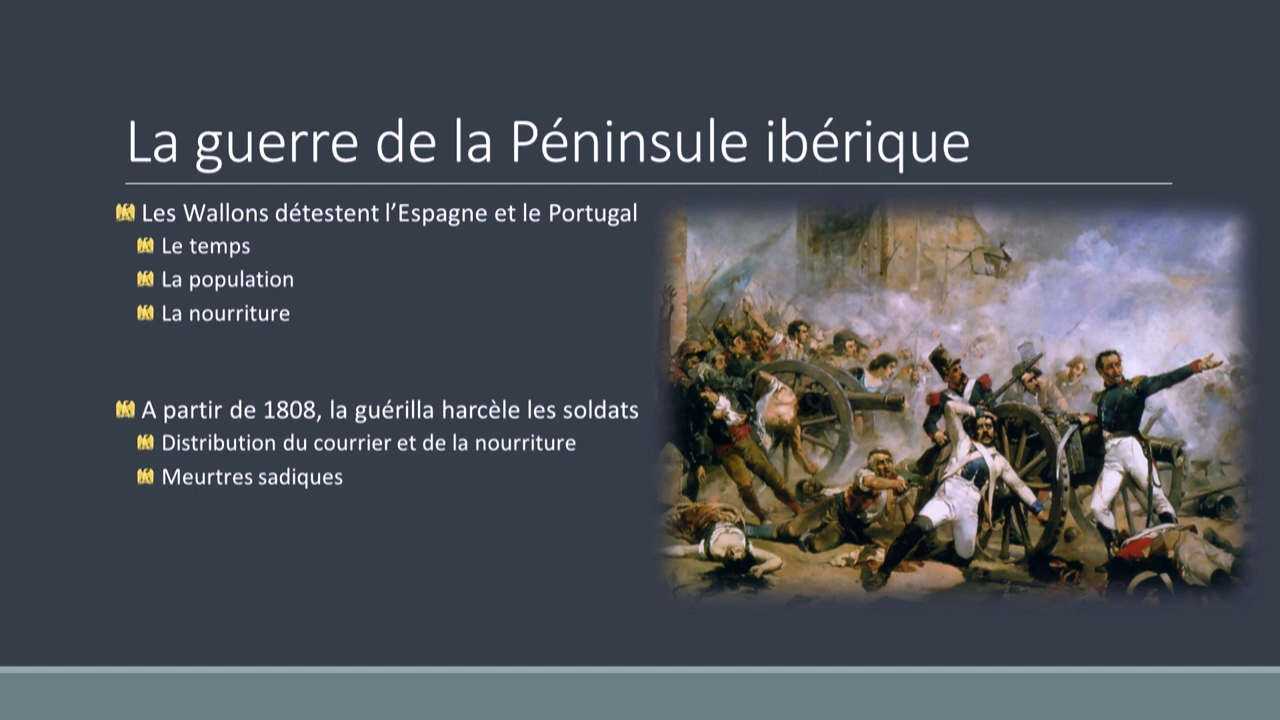 La guerre de la Péninsule ibérique
Les Wallons détestent l’Espagne et le Portugal
Le temps
La population
La nourriture
A partir de 1808, la guérilla harcèle les soldats
Distribution du courrier et de la nourriture
Meurtres sadiques